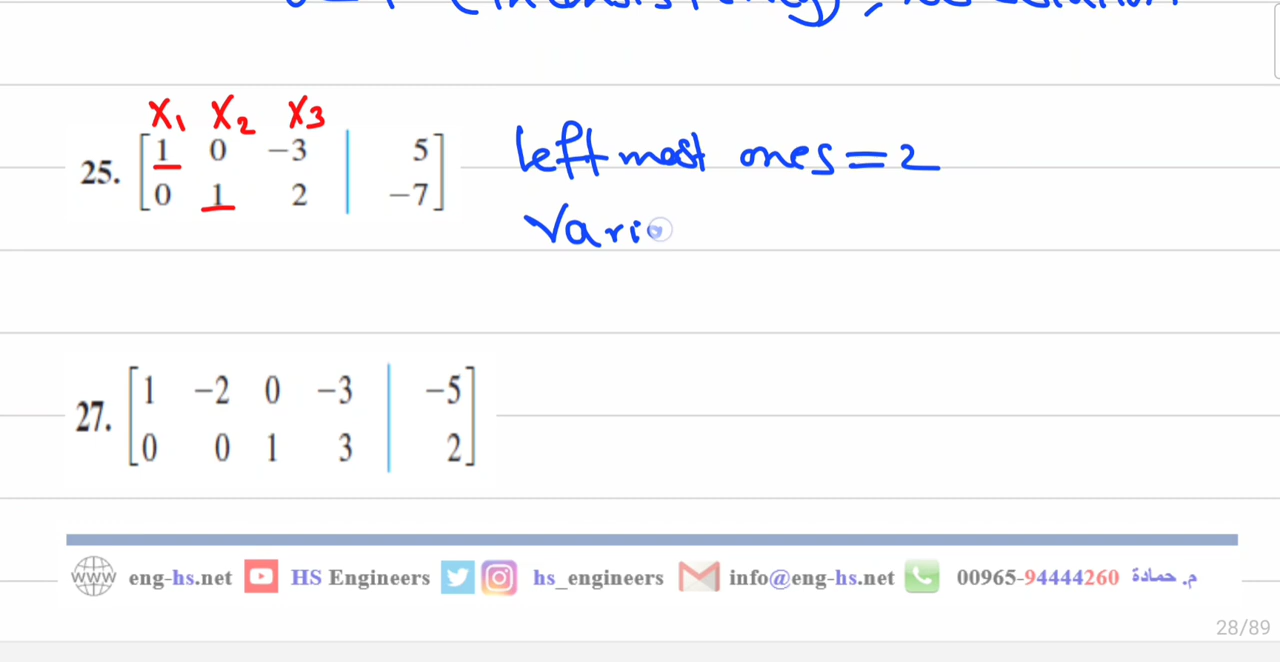 x₁ x₂ x₃
25. [1 0 -3 | 5]
[0 1 2 | -7]
leftmost ones = 2
Vari
27. [1 -2 0 -3 | -5]
[0 0 1 3 | 2]
www eng-hs.net HS Engineers hs_engineers info@eng-hs.net 00965-94444260 م. حمادة
28/89